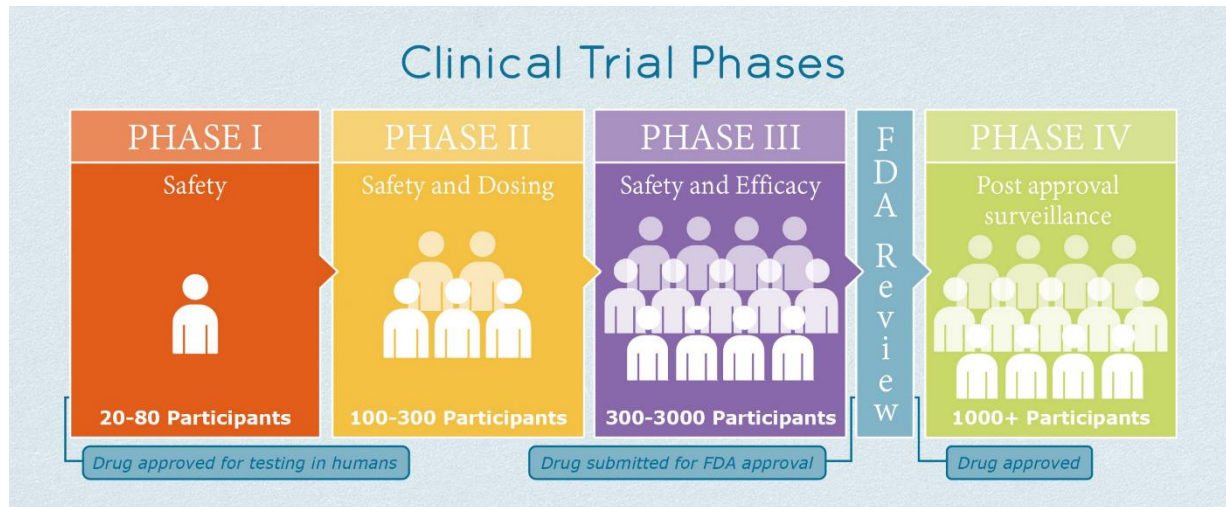 Clinical Trial Phases
PHASE I
Safety
20-80 Participants
PHASE II
Safety and Dosing
100-300 Participants
PHASE III
Safety and Efficacy
300-3000 Participants
FDA Review
PHASE IV
Post approval
surveillance
1000+ Participants
Drug approved for testing in humans
Drug submitted for FDA approval
Drug approved